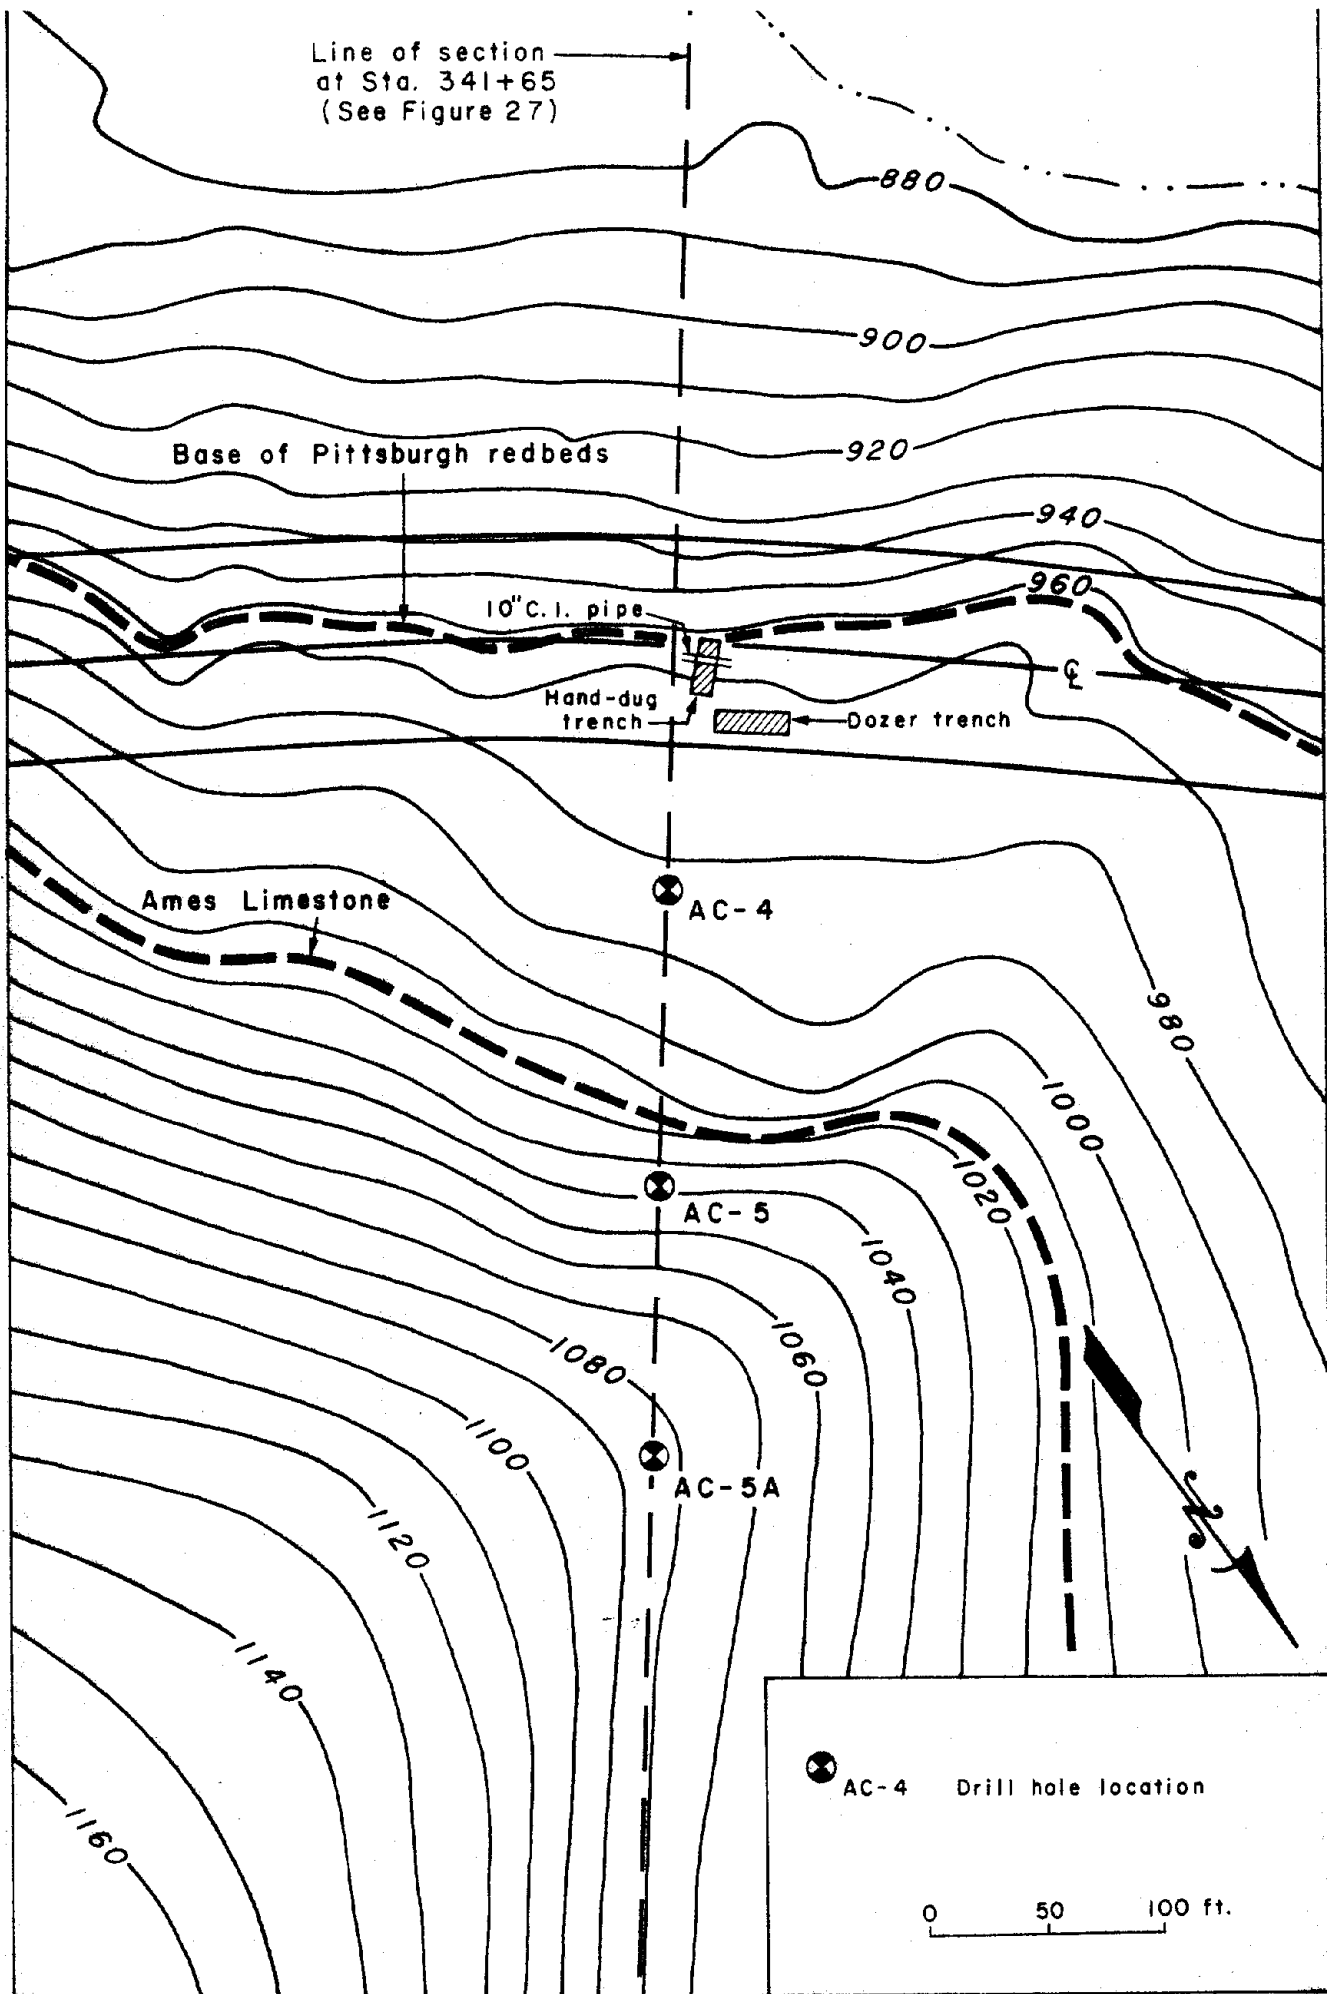 Line of section
at Sta. 341+65
(See Figure 27)
880
900
Base of Pittsburgh redbeds
920
940
960
10" C. I. pipe
℄
Hand-dug
trench
Dozer trench
Ames Limestone
AC-4
980
1000
1020
AC-5
1040
1060
1080
1100
AC-5A
N
1120
1140
AC-4 Drill hole location
1160
0 50 100 ft.